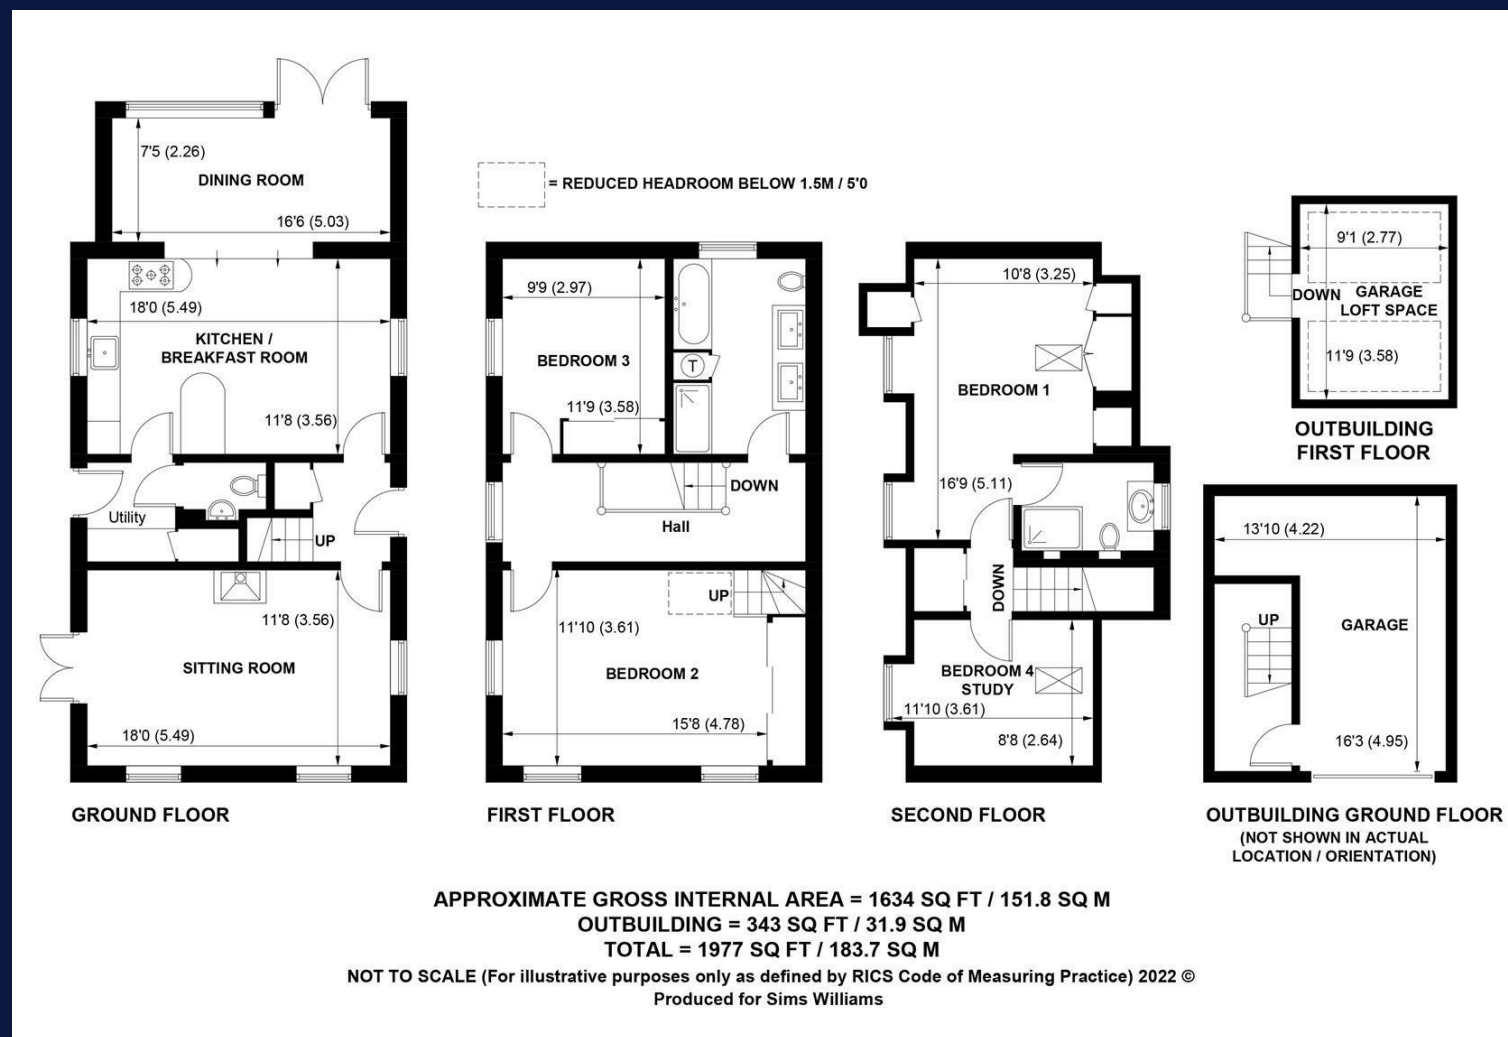 7'5 (2.26)
DINING ROOM
16'6 (5.03)
18'0 (5.49)
KITCHEN /
BREAKFAST ROOM
11'8 (3.56)
Utility
UP
11'8 (3.56)
SITTING ROOM
18'0 (5.49)
GROUND FLOOR
= REDUCED HEADROOM BELOW 1.5M / 5'0
9'9 (2.97)
BEDROOM 3
T
11'9 (3.58)
DOWN
Hall
UP
11'10 (3.61)
BEDROOM 2
15'8 (4.78)
FIRST FLOOR
10'8 (3.25)
BEDROOM 1
16'9 (5.11)
DOWN
BEDROOM 4
STUDY
11'10 (3.61)
8'8 (2.64)
SECOND FLOOR
9'1 (2.77)
DOWN
GARAGE
LOFT SPACE
11'9 (3.58)
OUTBUILDING
FIRST FLOOR
13'10 (4.22)
UP
GARAGE
16'3 (4.95)
OUTBUILDING GROUND FLOOR
(NOT SHOWN IN ACTUAL
LOCATION / ORIENTATION)
APPROXIMATE GROSS INTERNAL AREA = 1634 SQ FT / 151.8 SQ M
OUTBUILDING = 343 SQ FT / 31.9 SQ M
TOTAL = 1977 SQ FT / 183.7 SQ M
NOT TO SCALE (For illustrative purposes only as defined by RICS Code of Measuring Practice) 2022 ©
Produced for Sims Williams